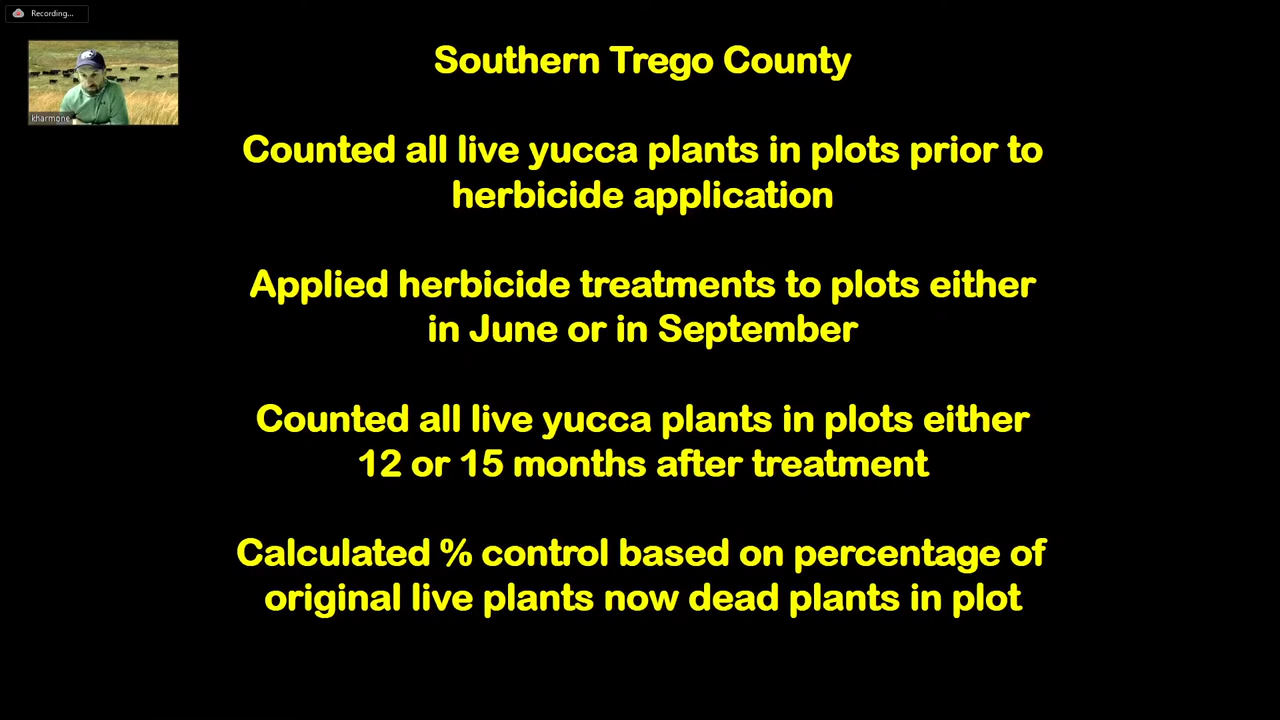 Recording...
kharmone
Southern Trego County
Counted all live yucca plants in plots prior to
herbicide application
Applied herbicide treatments to plots either
in June or in September
Counted all live yucca plants in plots either
12 or 15 months after treatment
Calculated % control based on percentage of
original live plants now dead plants in plot